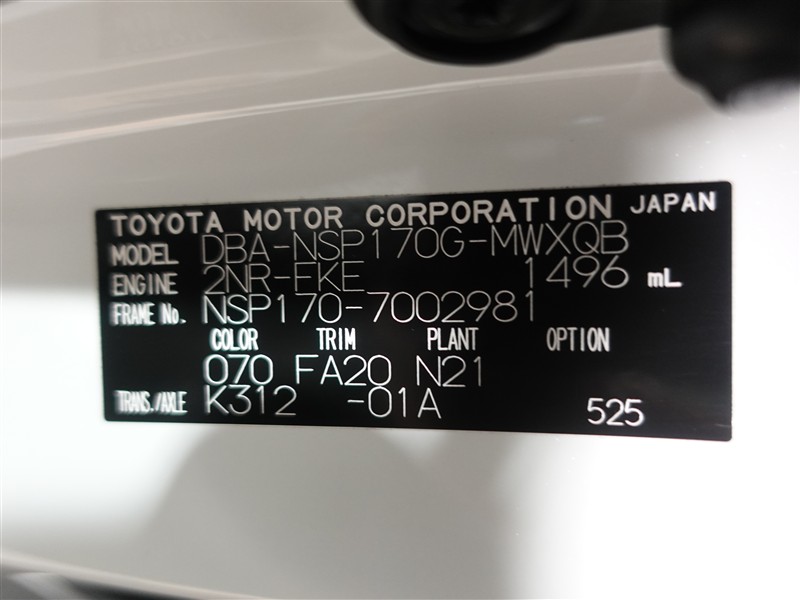 TOYOTA MOTOR CORPORATION JAPAN
MODEL DBA-NSP170G-MWXQB
ENGINE 2NR-FKE 1496 mL
FRAME No. NSP170-7002981
COLOR TRIM PLANT OPTION
070 FA20 N21
TRANS./AXLE K312 -01A 525